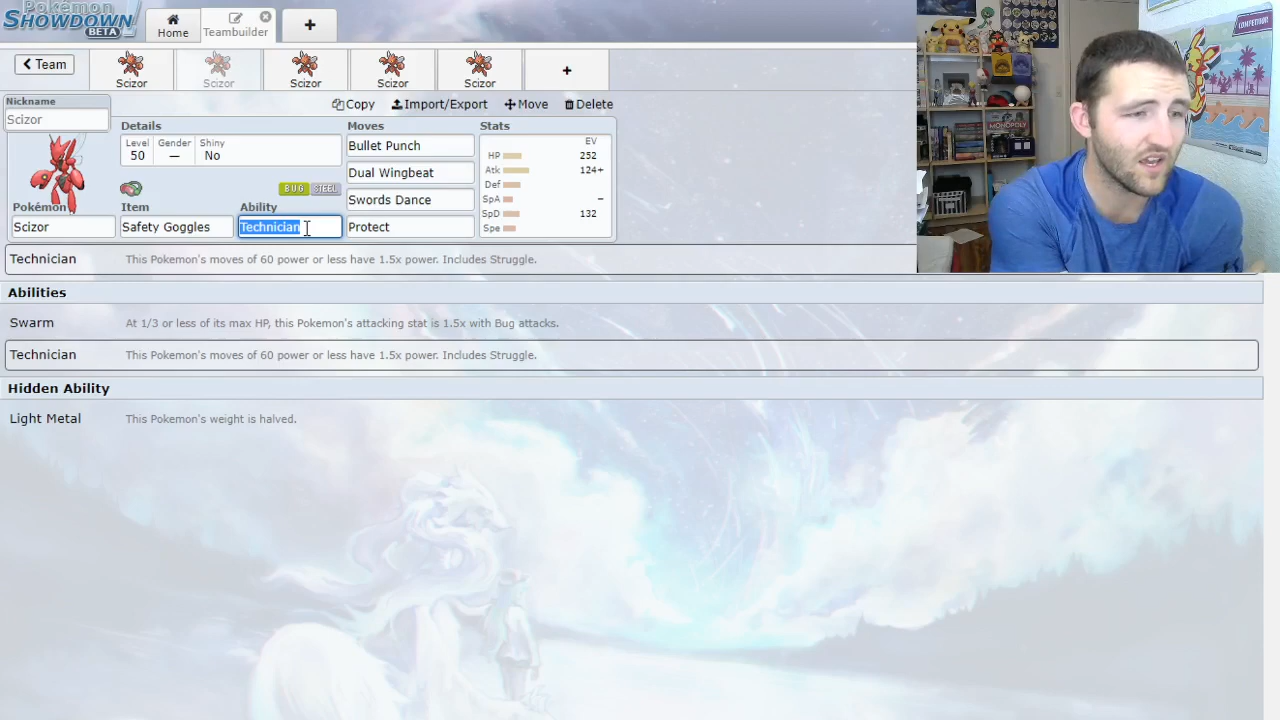 Pokémon
SHOWDOWN
BETA
Home
Teambuilder
+
Team
Scizor
Scizor
Scizor
Scizor
Scizor
+
Copy
Import/Export
Move
Delete
Nickname
Scizor
Details
Level
50
Gender
—
Shiny
No
BUG
STEEL
Pokémon
Scizor
Item
Safety Goggles
Ability
Technician
Moves
Bullet Punch
Dual Wingbeat
Swords Dance
Protect
Stats
EV
HP 252
Atk 124+
Def
SpA –
SpD 132
Spe
Technician This Pokemon's moves of 60 power or less have 1.5x power. Includes Struggle.
Abilities
Swarm At 1/3 or less of its max HP, this Pokemon's attacking stat is 1.5x with Bug attacks.
Technician This Pokemon's moves of 60 power or less have 1.5x power. Includes Struggle.
Hidden Ability
Light Metal This Pokemon's weight is halved.
MONOPOLY
COMPETITOR